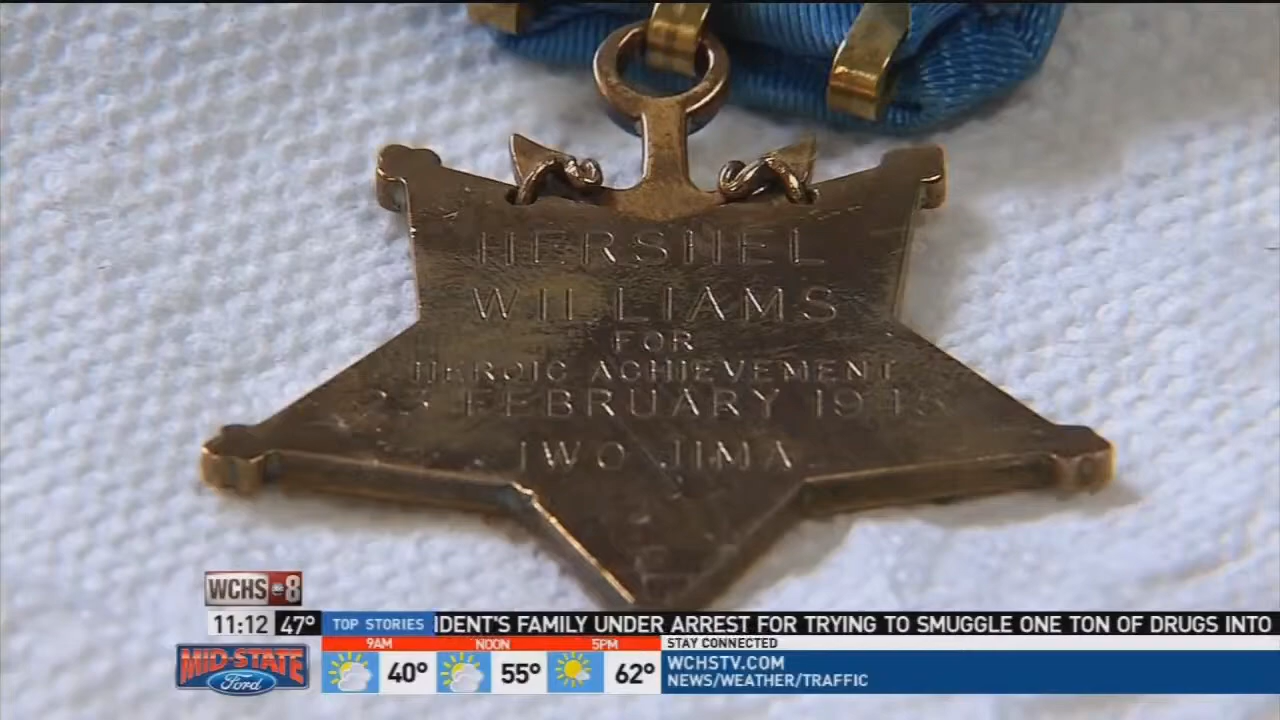 HERSHEL
WILLIAMS
FOR
HEROIC ACHIEVEMENT
23 FEBRUARY 1945
IWO JIMA
WCHS 8
11:12 47° TOP STORIES IDENT'S FAMILY UNDER ARREST FOR TRYING TO SMUGGLE ONE TON OF DRUGS INTO
9AM NOON 5PM STAY CONNECTED
MID-STATE
Ford
40° 55° 62°
WCHSTV.COM
NEWS/WEATHER/TRAFFIC